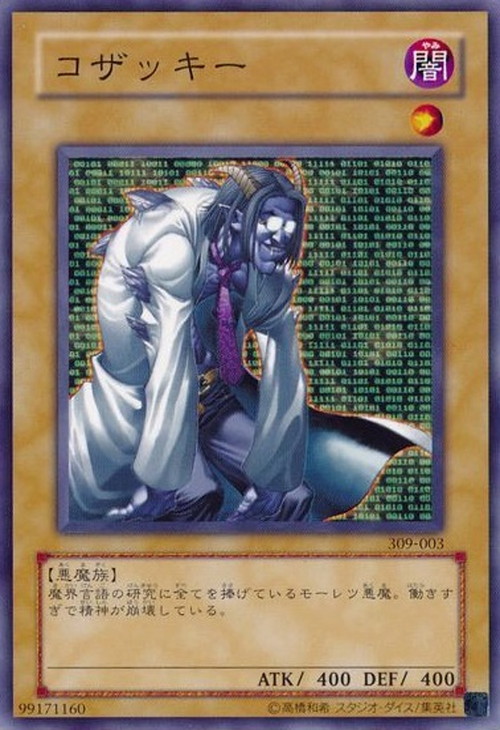 コザッキー
闇
309-003
【悪魔族】
魔界言語の研究に全てを捧げているモーレツ悪魔。働きす
ぎで精神が崩壊している。
ATK/ 400 DEF/ 400
99171160
©高橋和希 スタジオ・ダイス/集英社